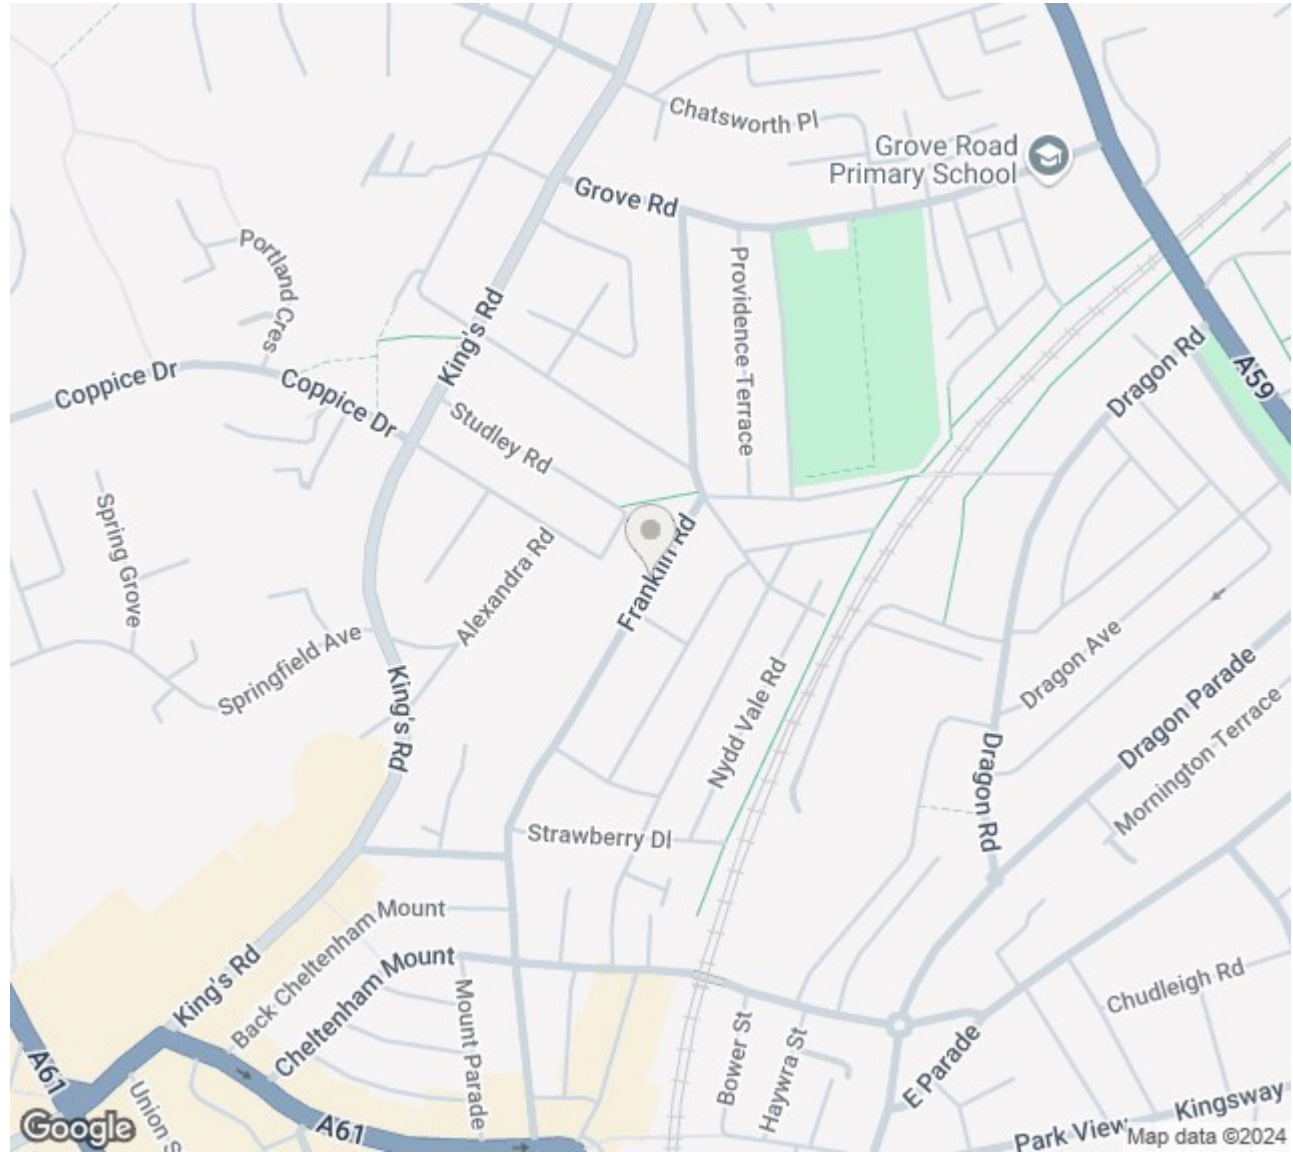 Chatsworth Pl
Grove Road
Primary School
Grove Rd
Portland Cres
Providence Terrace
King's Rd
Dragon Rd
A59
Coppice Dr
Coppice Dr
Studley Rd
Spring Grove
Alexandra Rd
Franklin Rd
Springfield Ave
King's Rd
Nydd Vale Rd
Dragon Ave
Dragon Parade
Mornington Terrace
Dragon Rd
Strawberry Dl
Back Cheltenham Mount
King's Rd
Cheltenham Mount
Mount Parade
Chudleigh Rd
Bower St
Haywra St
E Parade
A61
Union S
A61
Kingsway
Park View
Google
Map data ©2024